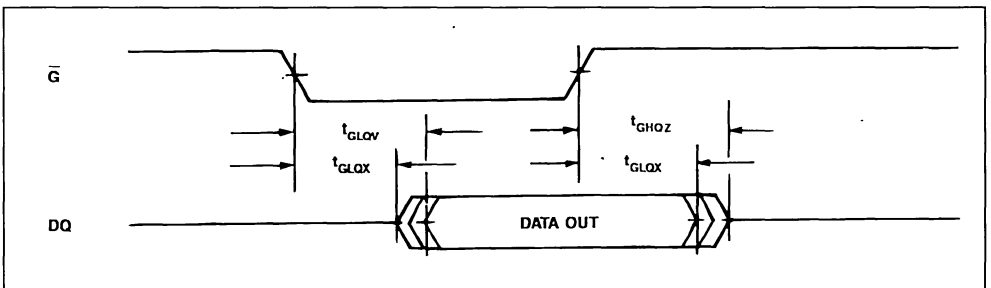 G̅
t_GLQV
t_GHQZ
t_GLQX
t_GLQX
DQ
DATA OUT